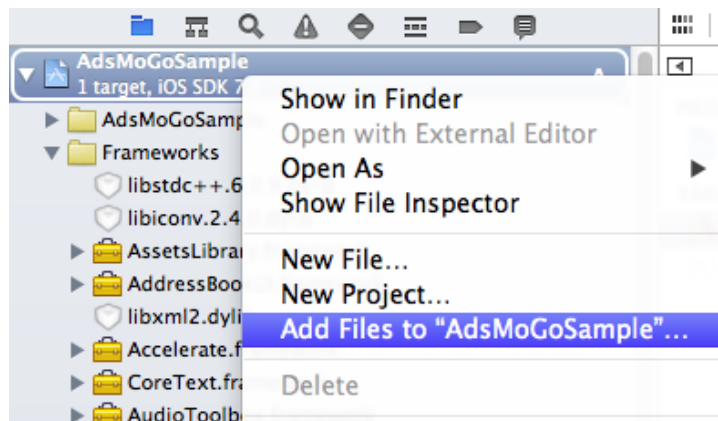 AdsMoGoSample
1 target, iOS SDK 7
AdsMoGoSamp
Frameworks
libstdc++.6
libiconv.2.4
AssetsLibra
AddressBoo
libxml2.dyli
Accelerate.f
CoreText.fra
AudioToolb
Show in Finder
Open with External Editor
Open As
Show File Inspector
New File...
New Project...
Add Files to “AdsMoGoSample”...
Delete